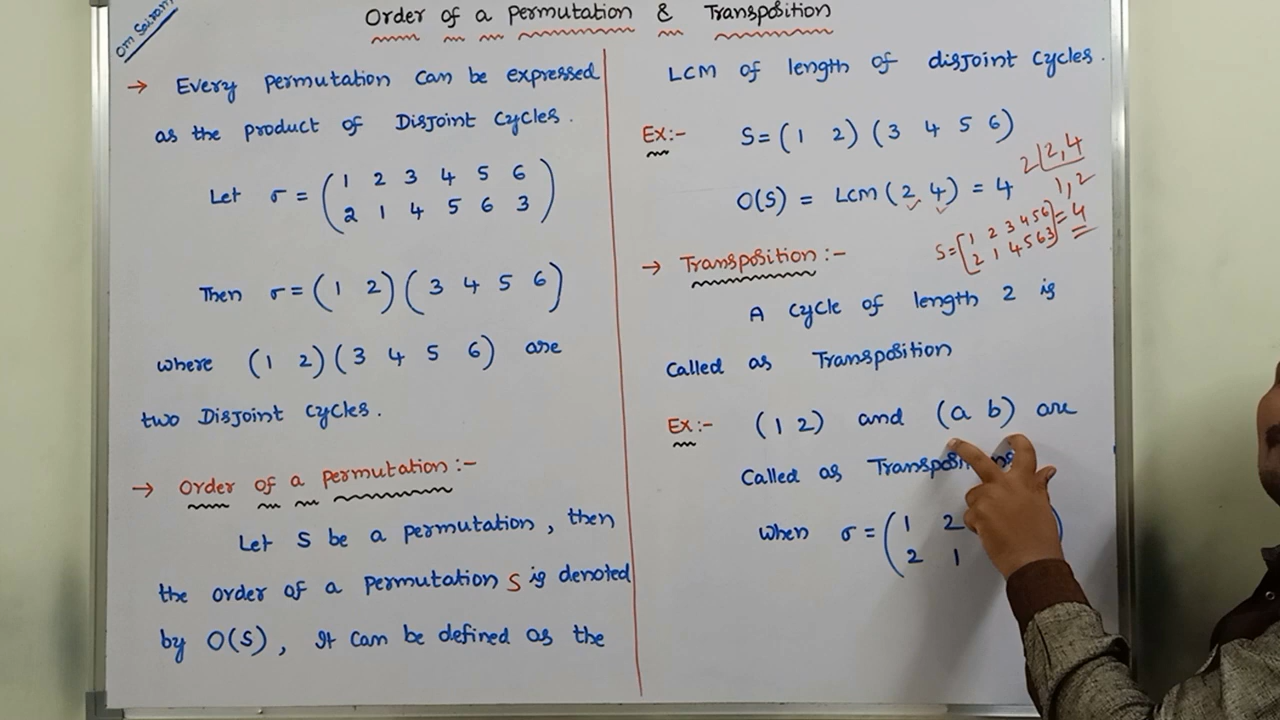 Om Sairam
Order of a permutation & Transposition
→ Every permutation can be expressed
as the product of Disjoint cycles.
Let σ = (1 2 3 4 5 6
2 1 4 5 6 3)
Then σ = (1 2)(3 4 5 6)
where (1 2)(3 4 5 6) are
two Disjoint cycles.
→ Order of a permutation :-
Let S be a permutation, then
the order of a permutation S is denoted
by O(S), It can be defined as the
LCM of length of disjoint cycles.
Ex:- S = (1 2)(3 4 5 6)
O(S) = LCM(2, 4) = 4
2|2,4
1,2
= 4
S = [1 2 3 4 5 6
2 1 4 5 6 3]
→ Transposition :-
A cycle of length 2 is
called as Transposition
Ex:- (1 2) and (a b) are
Called as
When σ = (1 2
2 1 )